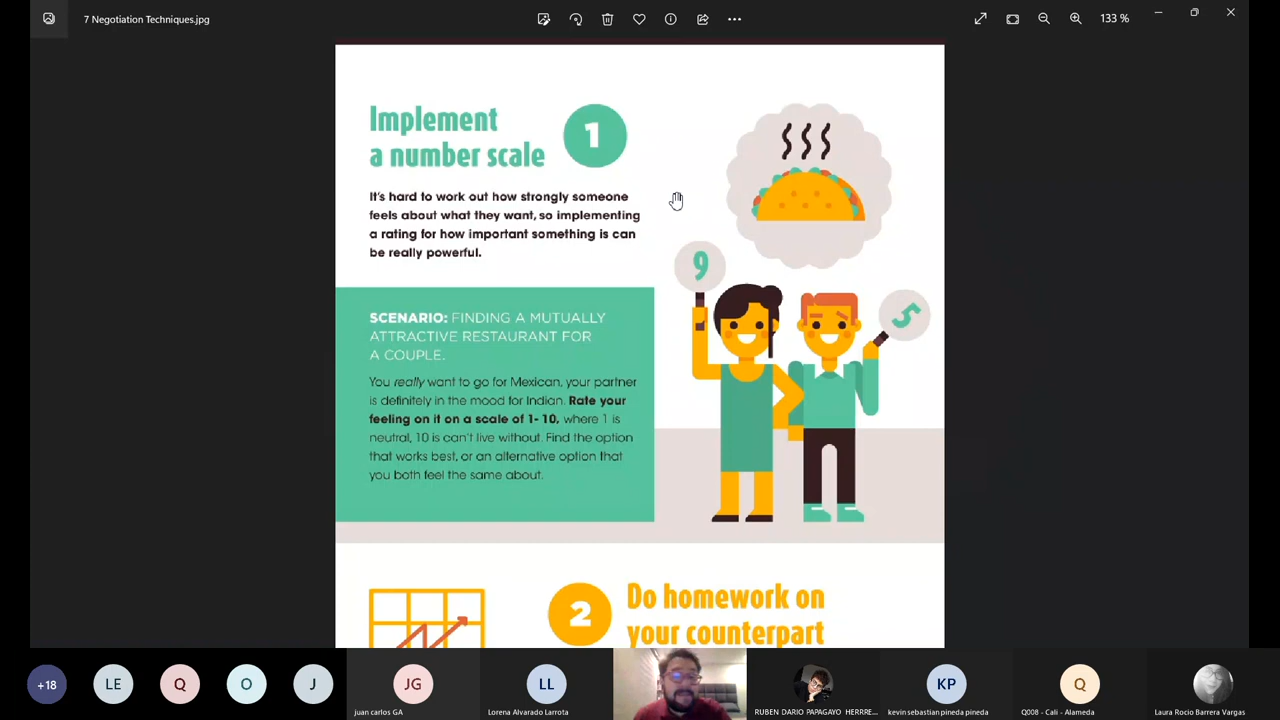 7 Negotiation Techniques.jpg
133 %
Implement
a number scale
1
It's hard to work out how strongly someone
feels about what they want, so implementing
a rating for how important something is can
be really powerful.
9
5
SCENARIO: FINDING A MUTUALLY
ATTRACTIVE RESTAURANT FOR
A COUPLE.
You really want to go for Mexican, your partner
is definitely in the mood for Indian. Rate your
feeling on it on a scale of 1- 10, where 1 is
neutral, 10 is can't live without. Find the option
that works best, or an alternative option that
you both feel the same about.
2
Do homework on
your counterpart
+18
LE
Q
O
J
JG
juan carlos GA
LL
Lorena Alvarado Larrota
RUBEN DARIO PAPAGAYO HERRRE...
KP
kevin sebastian pineda pineda
Q
Q008 - Cali - Alameda
Laura Rocio Barrera Vargas